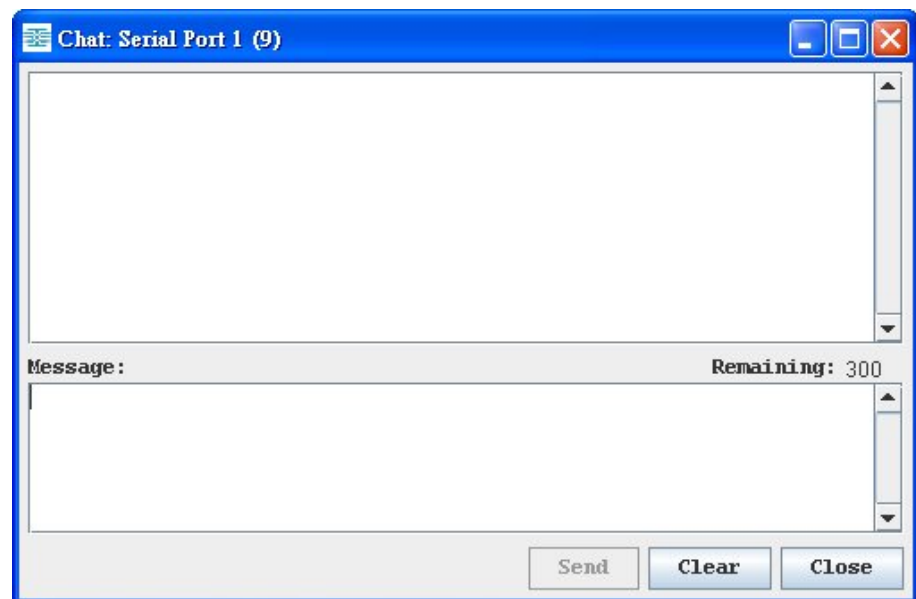 Chat: Serial Port 1 (9)
Message: Remaining: 300
Send Clear Close